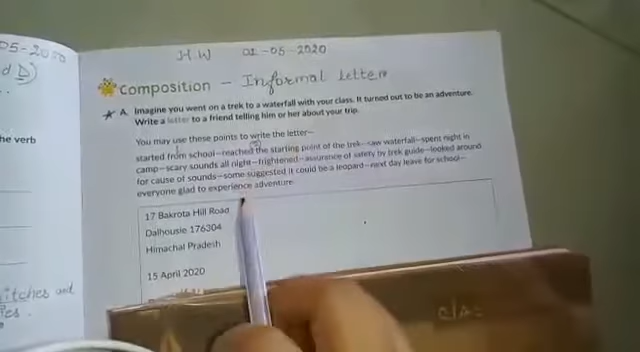 05-2020
H.W 01-05-2020
Composition - Informal Letter
A. Imagine you went on a trek to a waterfall with your class. It turned out to be an adventure.
Write a letter to a friend telling him or her about your trip.
You may use these points to write the letter—
started from school—reached the starting point of the trek—saw waterfall—spent night in
camp—scary sounds all night—frightened—assurance of safety by trek guide—looked around
for cause of sounds—some suggested it could be a leopard—next day leave for school—
everyone glad to experience adventure
17 Bakrota Hill Road
Dalhousie 176304
Himachal Pradesh
15 April 2020
he verb
itches and